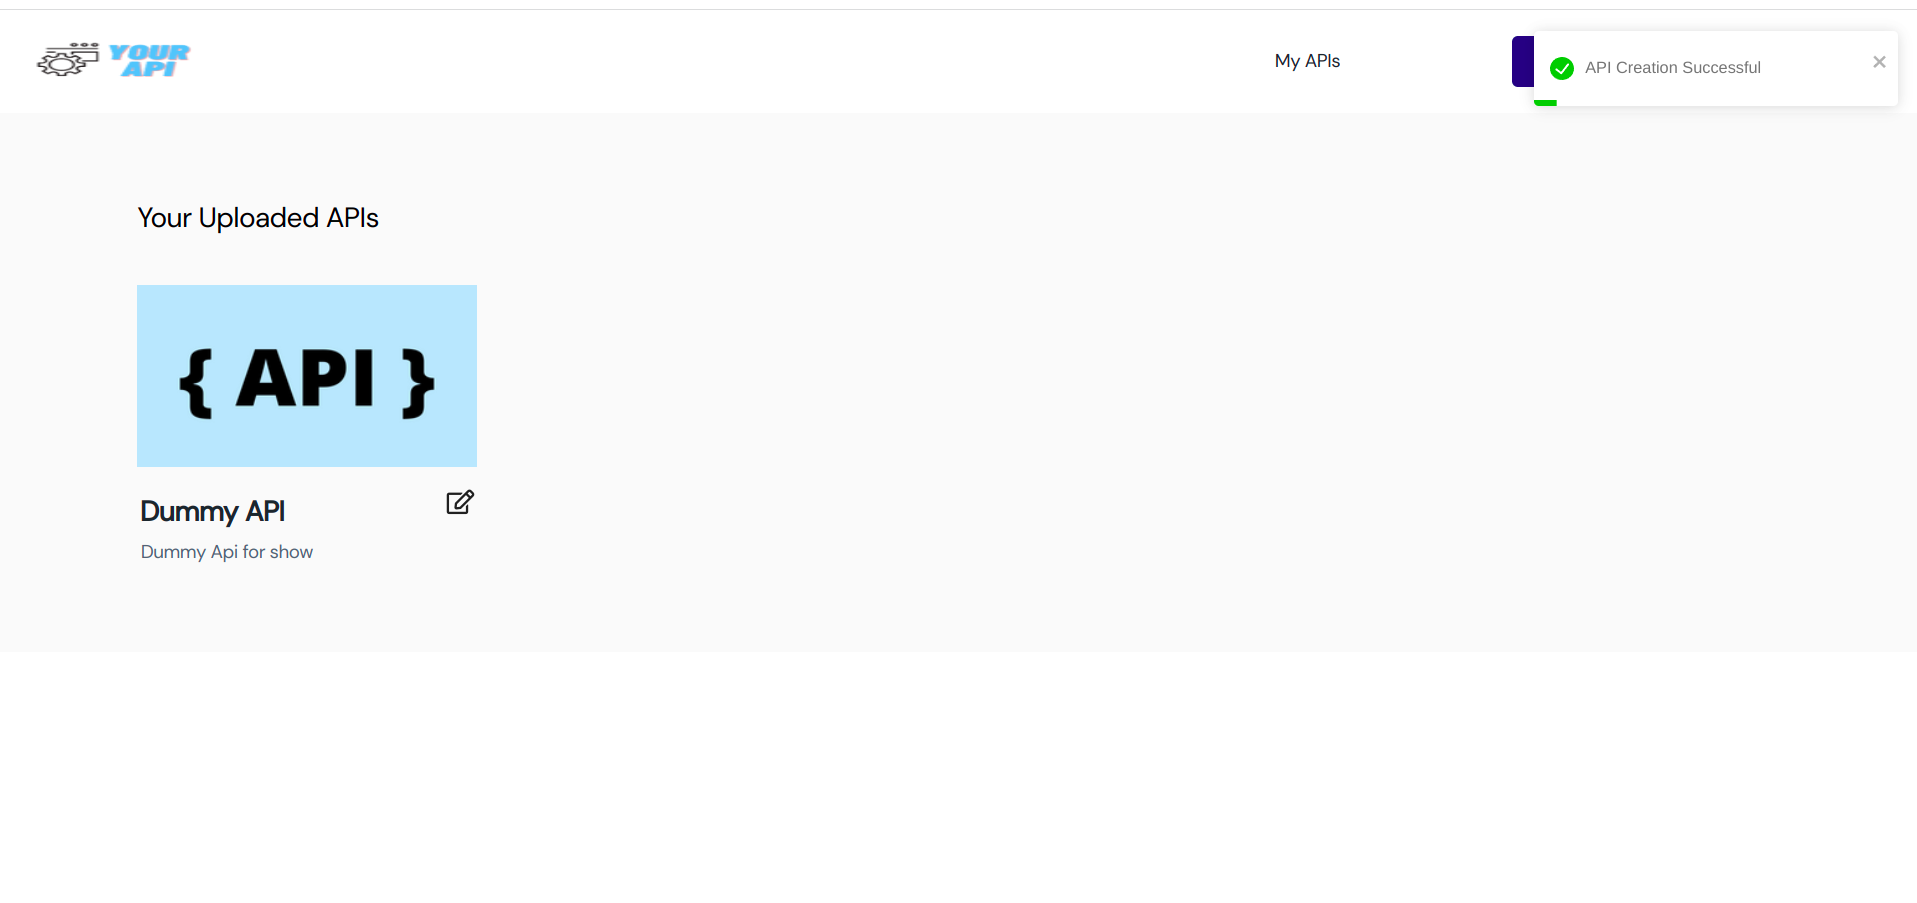 YOUR
API
My APIs
API Creation Successful
Your Uploaded APIs
{ API }
Dummy API
Dummy Api for show